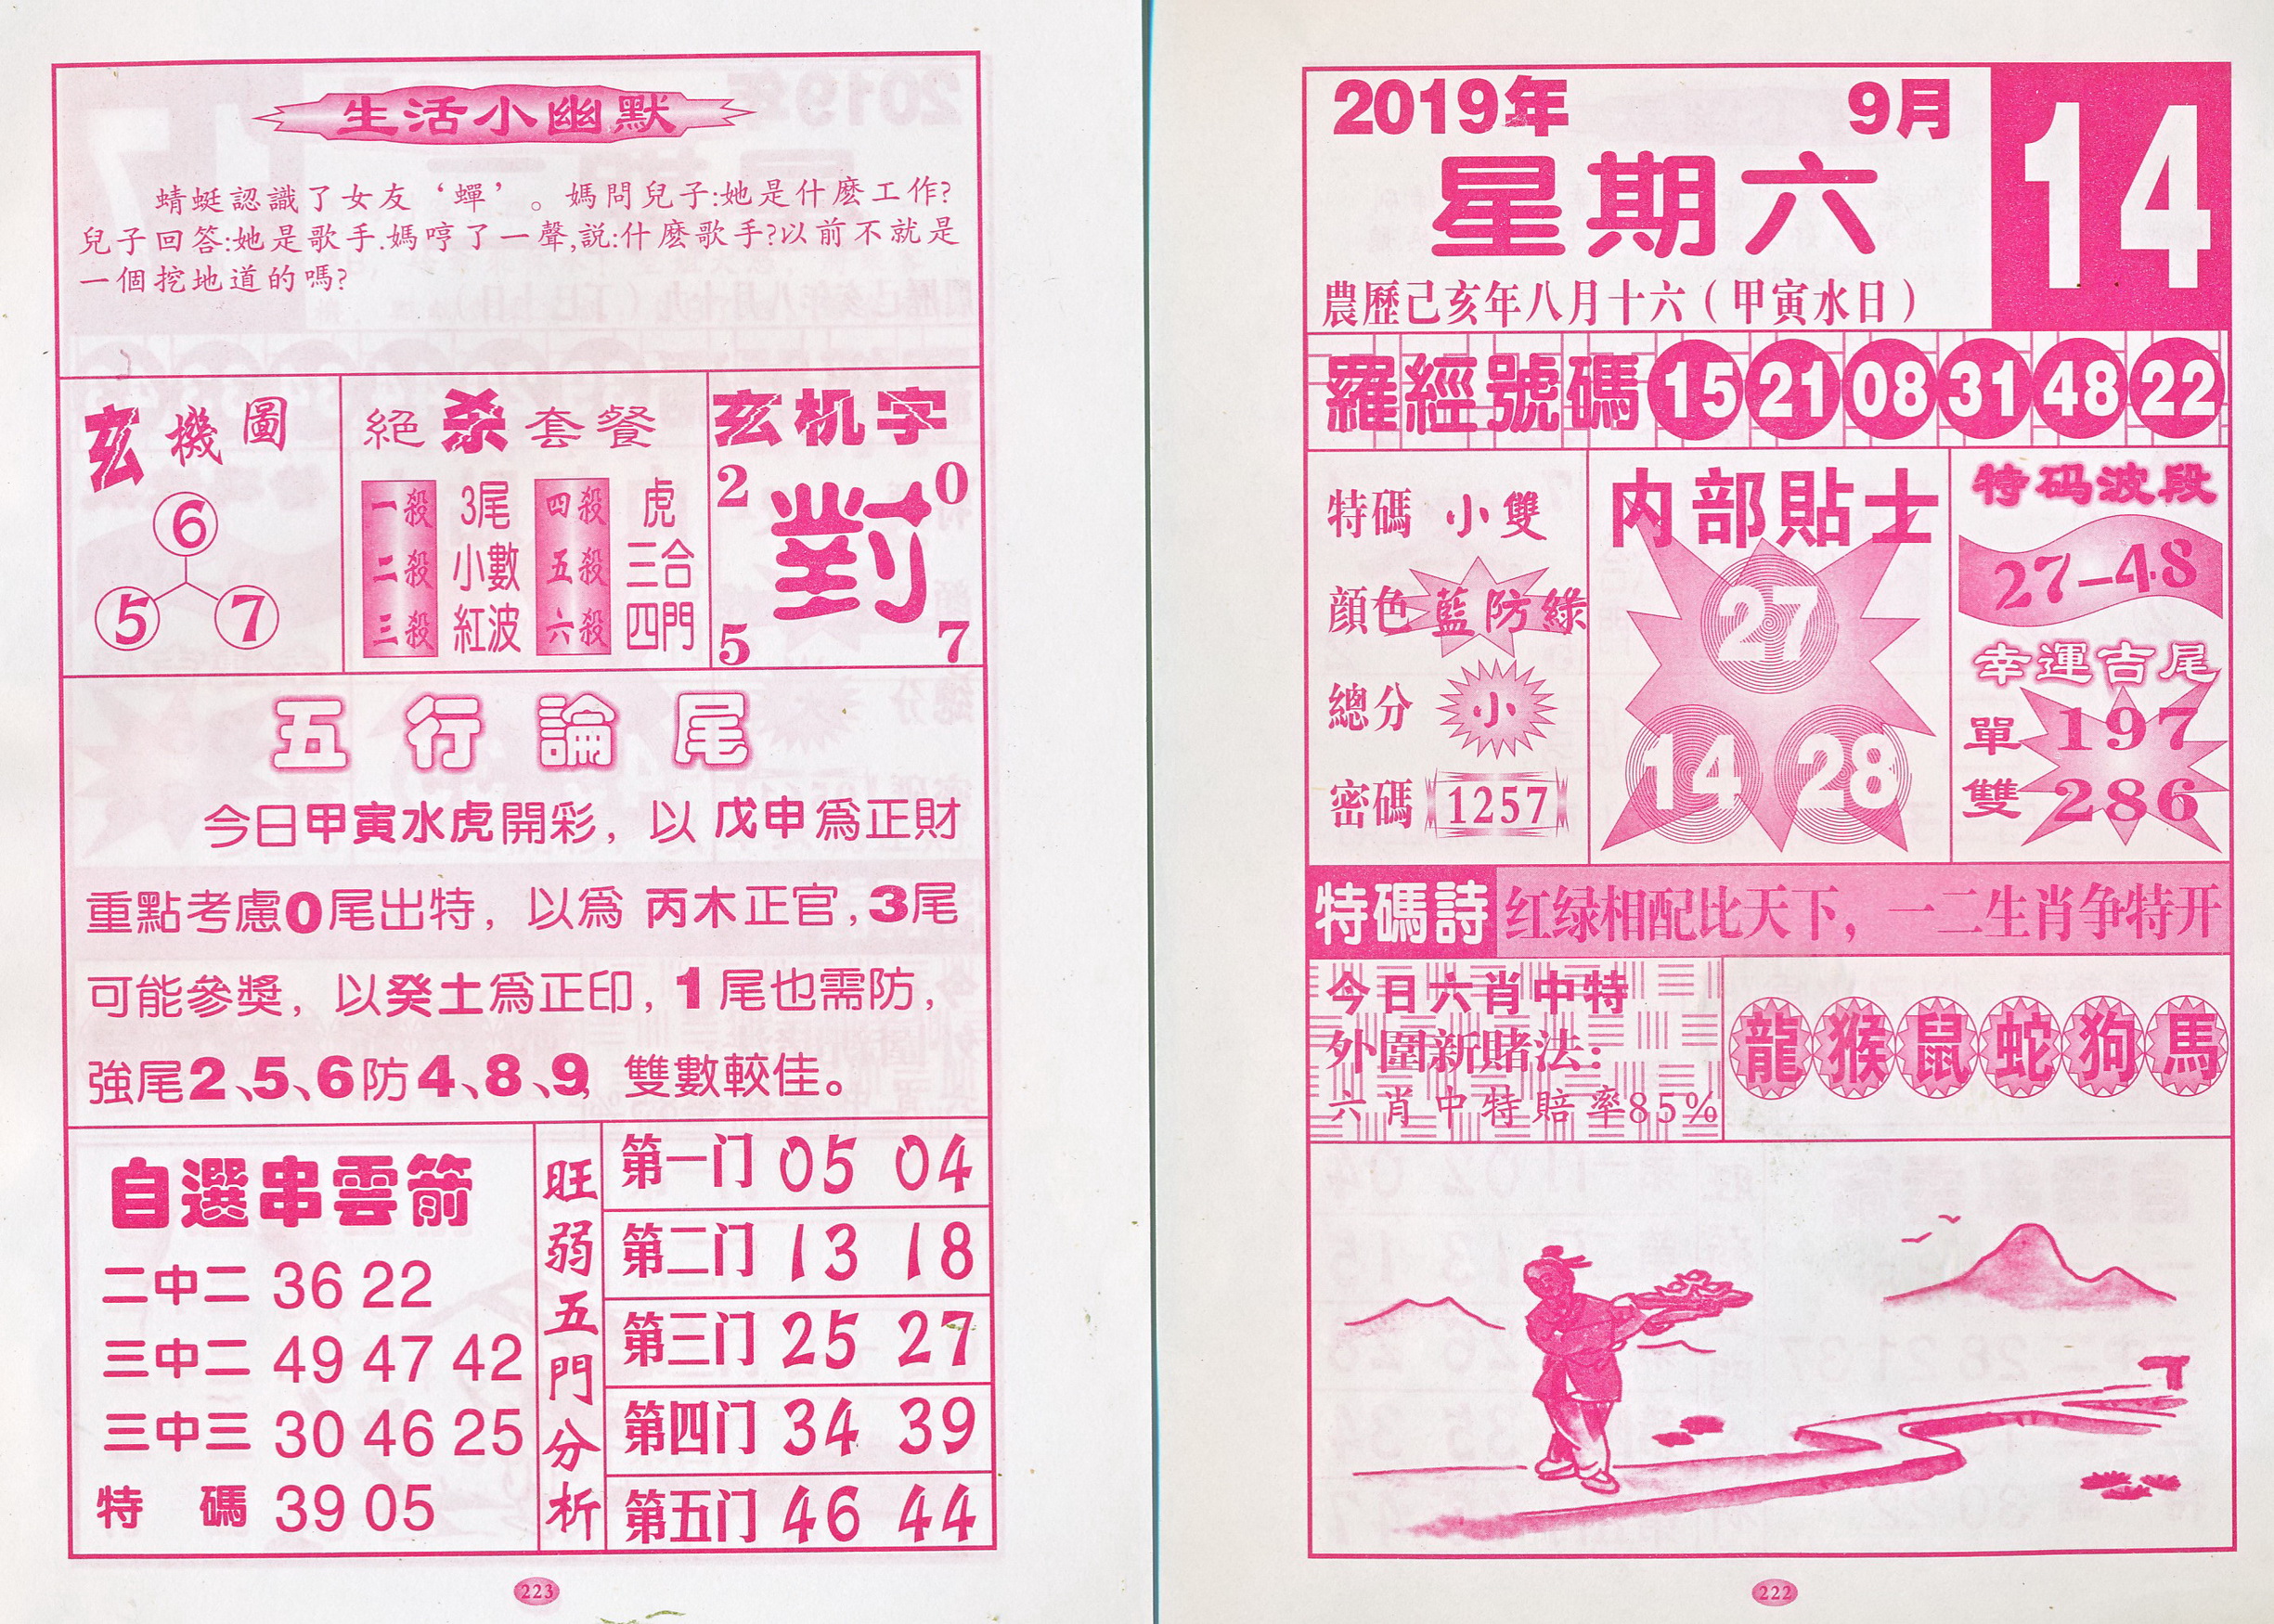 生活小幽默
蜻蜓認識了女友‘蟬’。媽問兒子:她是什麽工作?
兒子回答:她是歌手.媽哼了一聲,説:什麽歌手?以前不就是
一個挖地道的嗎?
玄機圖
6
5 7
絕杀套餐
一殺 3尾 四殺 虎
二殺 小數 五殺 三合
三殺 紅波 六殺 四門
玄机字
2 0
對
5 7
五行論尾
今日甲寅水虎開彩，以戊申爲正財
重點考慮0尾出特，以爲丙木正官,3尾
可能參獎，以癸土爲正印,1尾也需防，
強尾2、5、6防4、8、9,雙數較佳。
自選串雲箭
二中二 36 22
三中二 49 47 42
三中三 30 46 25
特碼 39 05
旺弱五門分析
第一门 05 04
第二门 13 18
第三门 25 27
第四门 34 39
第五门 46 44
223
2019年 9月 14
星期六
農歷己亥年八月十六(甲寅水日)
羅經號碼 15 21 08 31 48 22
特碼 小雙
顔色 藍防綠
總分 小
密碼 1257
内部貼士
27
14 28
特码波段
27-48
幸運吉尾
單 197
雙 286
特碼詩 红绿相配比天下，一二生肖争特开
今日六肖中特
外圍新賭法:
六肖中特賠率85%
龍 猴 鼠 蛇 狗 馬
222